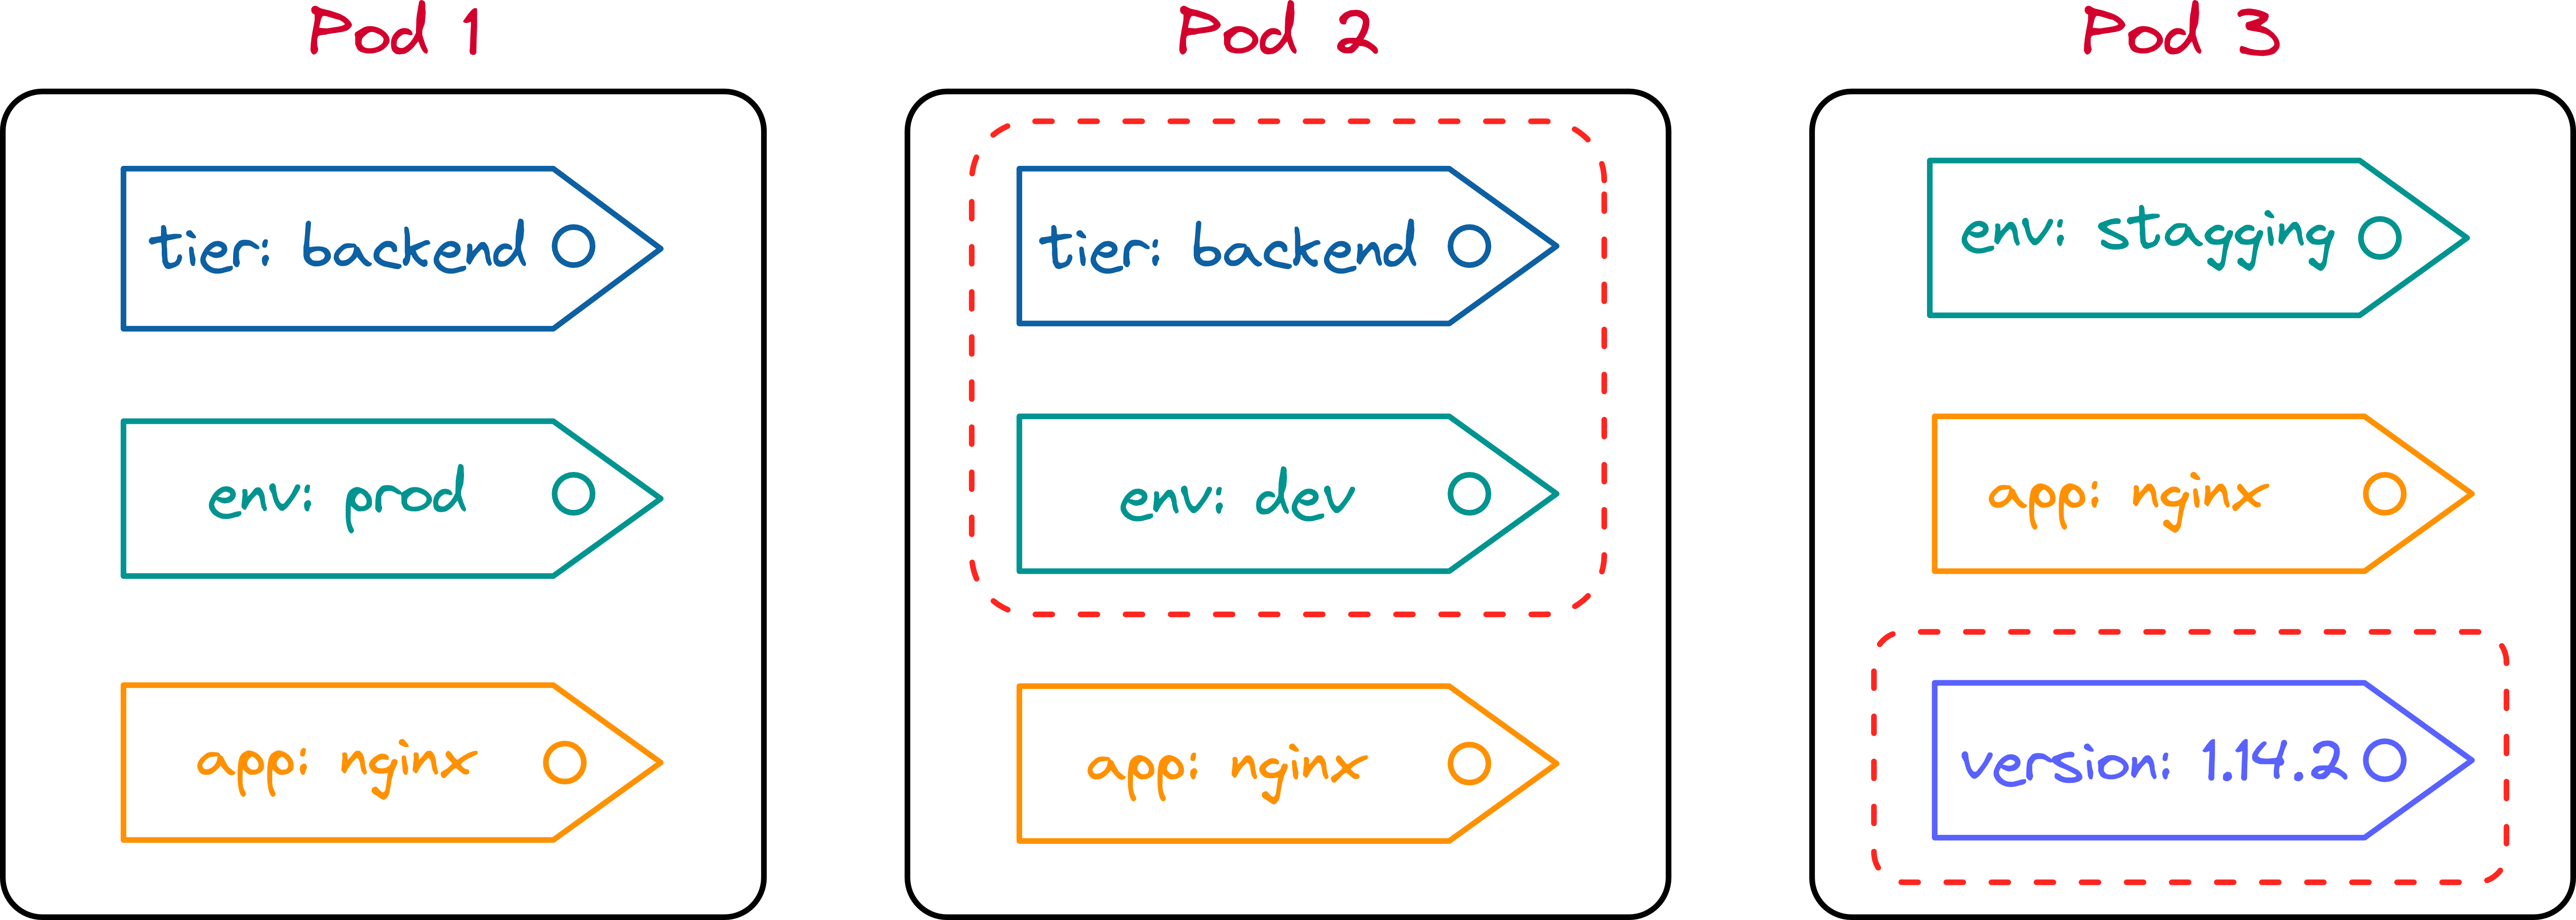 Pod 1
tier: backend
env: prod
app: nginx
Pod 2
tier: backend
env: dev
app: nginx
Pod 3
env: stagging
app: nginx
version: 1.14.2